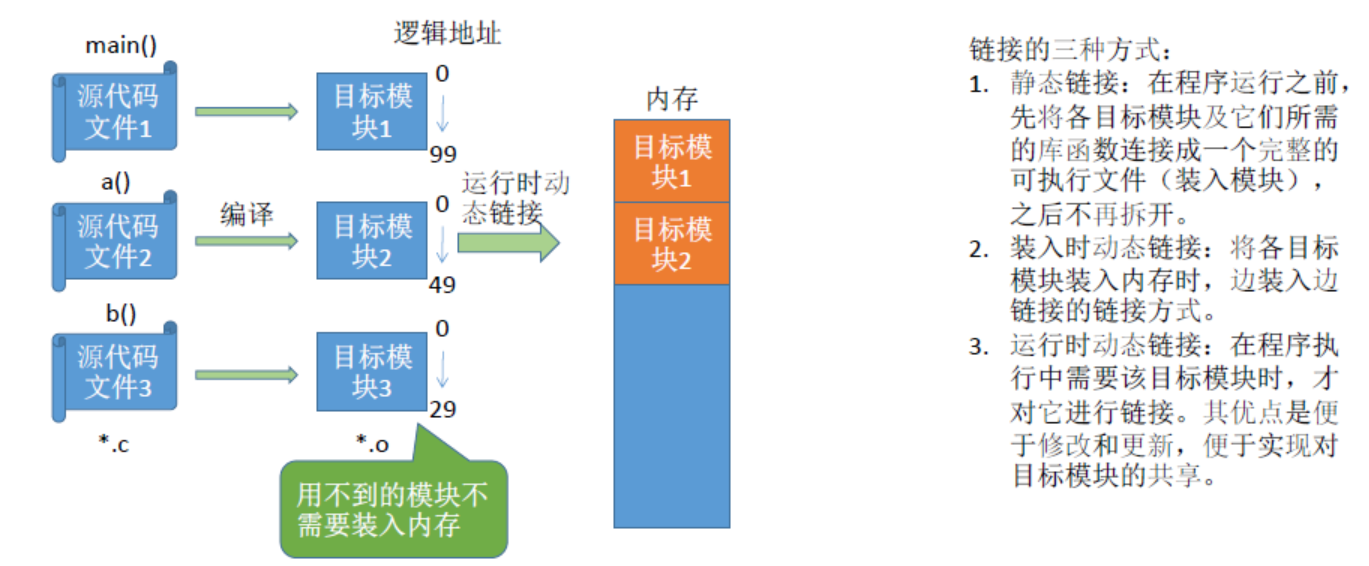 main()
源代码
文件1
a()
源代码
文件2
b()
源代码
文件3
*.c
编译
逻辑地址
目标模
块1
0
99
目标模
块2
0
49
目标模
块3
0
29
*.o
用不到的模块不
需要装入内存
运行时动
态链接
内存
目标模
块1
目标模
块2
链接的三种方式：
1. 静态链接：在程序运行之前，
先将各目标模块及它们所需
的库函数连接成一个完整的
可执行文件（装入模块），
之后不再拆开。
2. 装入时动态链接：将各目标
模块装入内存时，边装入边
链接的链接方式。
3. 运行时动态链接：在程序执
行中需要该目标模块时，才
对它进行链接。其优点是便
于修改和更新，便于实现对
目标模块的共享。